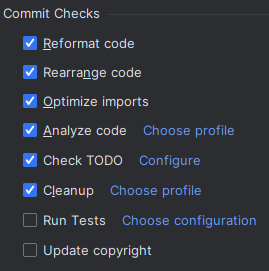 Commit Checks
Reformat code
Rearrange code
Optimize imports
Analyze code Choose profile
Check TODO Configure
Cleanup Choose profile
Run Tests Choose configuration
Update copyright